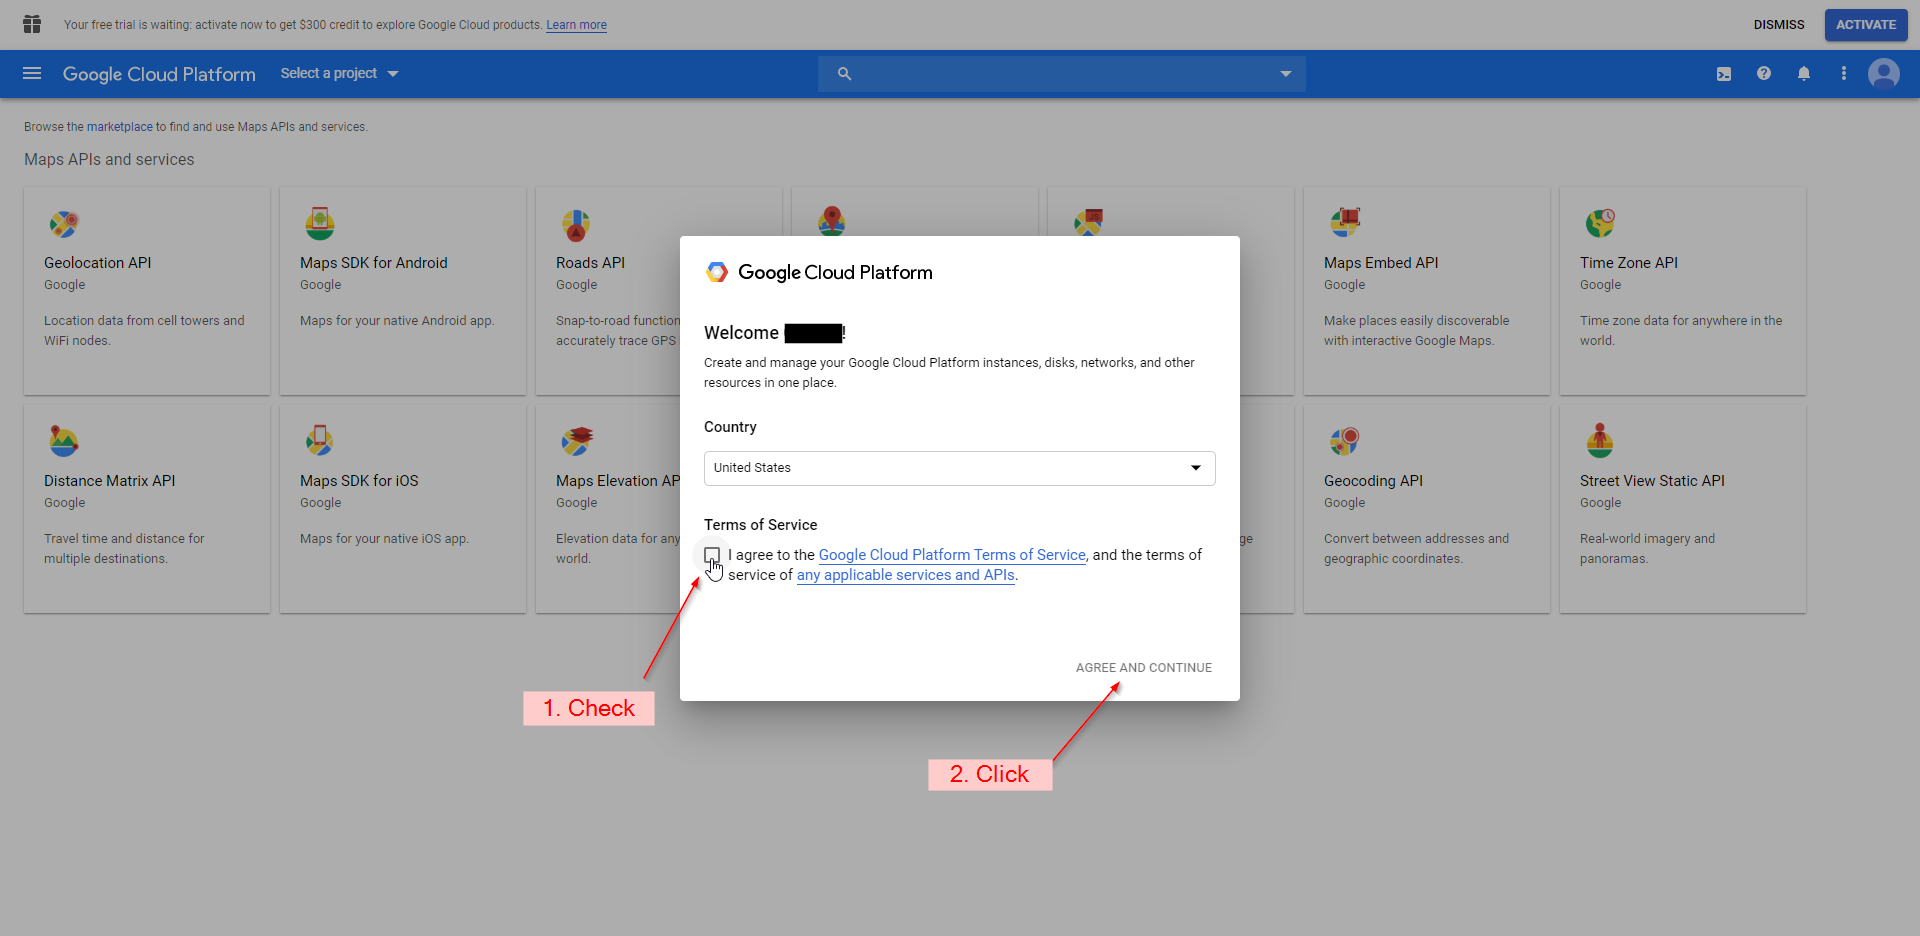 Your free trial is waiting: activate now to get $300 credit to explore Google Cloud products. Learn more
DISMISS
ACTIVATE
Google Cloud Platform
Select a project
Browse the marketplace to find and use Maps APIs and services.
Maps APIs and services
Geolocation API
Google
Location data from cell towers and
WiFi nodes.
Maps SDK for Android
Google
Maps for your native Android app.
Roads API
Google
Snap-to-road function
accurately trace GPS
Maps Embed API
Google
Make places easily discoverable
with interactive Google Maps.
Time Zone API
Google
Time zone data for anywhere in the
world.
Distance Matrix API
Google
Travel time and distance for
multiple destinations.
Maps SDK for iOS
Google
Maps for your native iOS app.
Maps Elevation AP
Google
Elevation data for any
world.
ge
Geocoding API
Google
Convert between addresses and
geographic coordinates.
Street View Static API
Google
Real-world imagery and
panoramas.
Google Cloud Platform
Welcome !
Create and manage your Google Cloud Platform instances, disks, networks, and other
resources in one place.
Country
United States
Terms of Service
I agree to the Google Cloud Platform Terms of Service, and the terms of
service of any applicable services and APIs.
AGREE AND CONTINUE
1. Check
2. Click